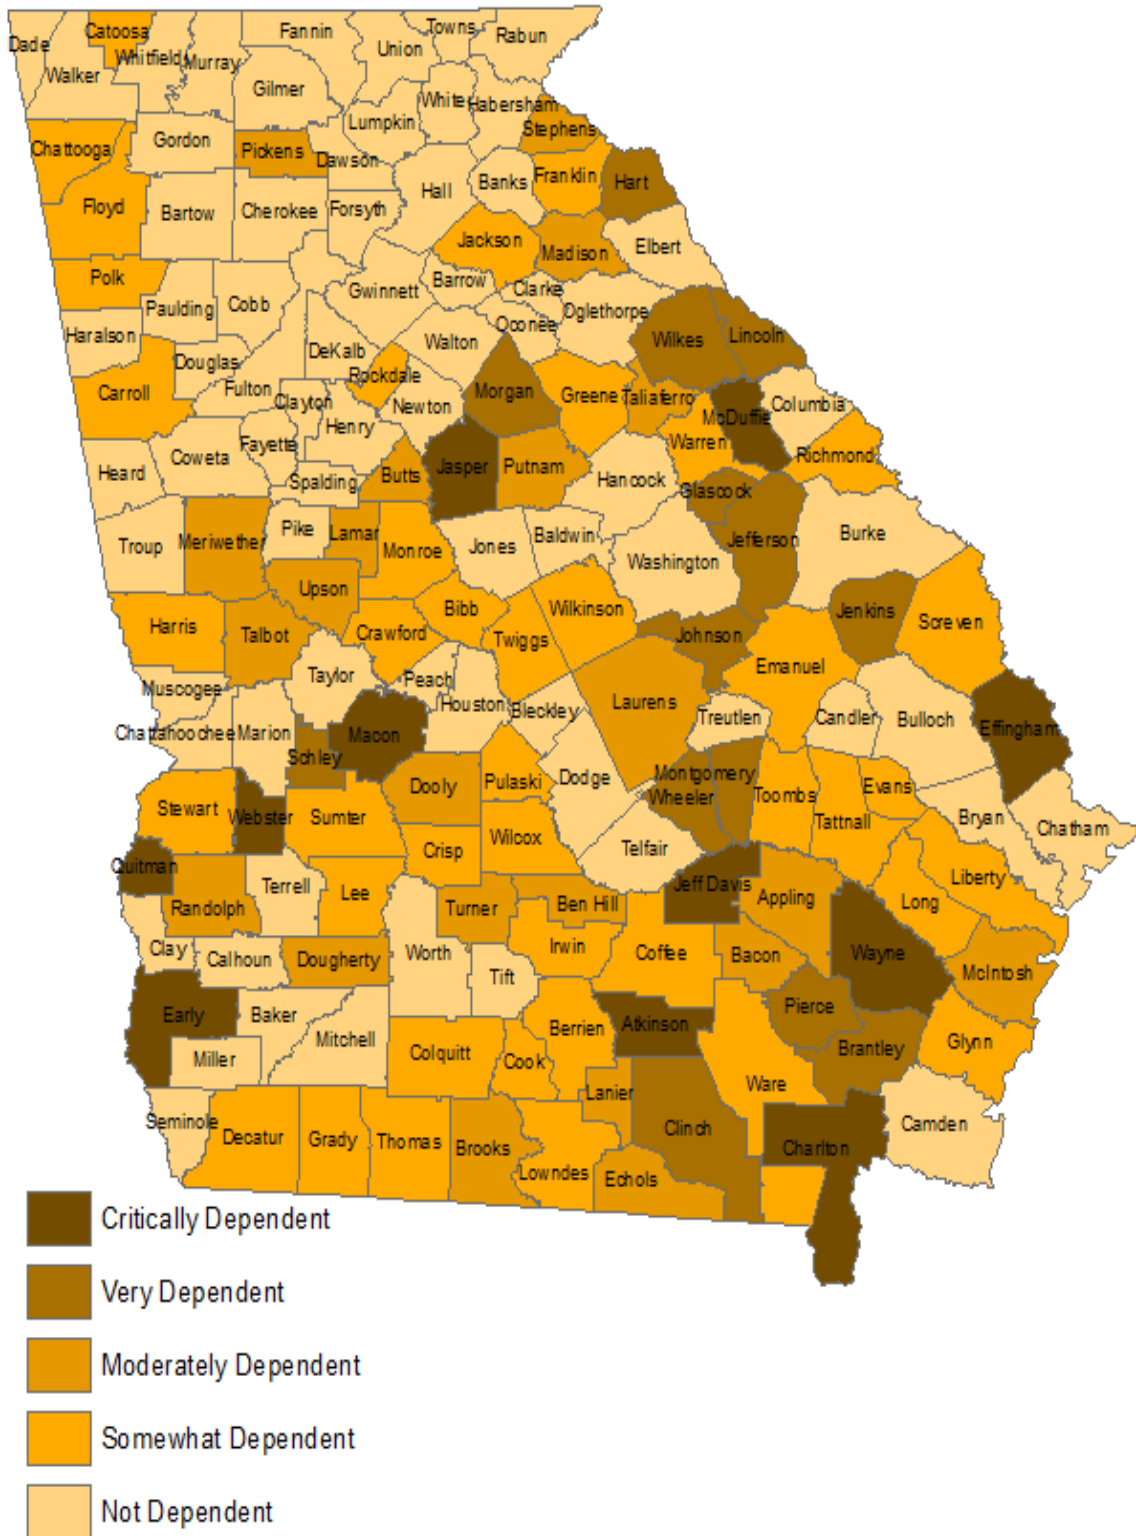 Dade
Catoosa
Whitfield
Murray
Fannin
Union
Towns
Rabun
Walker
Gilmer
White
Habersham
Lumpkin
Stephens
Chattooga
Gordon
Pickens
Dawson
Hall
Banks
Franklin
Hart
Floyd
Bartow
Cherokee
Forsyth
Jackson
Madison
Elbert
Polk
Paulding
Cobb
Gwinnett
Barrow
Clarke
Oconee
Oglethorpe
Haralson
Douglas
DeKalb
Walton
Wilkes
Lincoln
Carroll
Fulton
Clayton
Rockdale
Newton
Morgan
Greene
Taliaferro
McDuffie
Columbia
Heard
Coweta
Fayette
Henry
Spalding
Butts
Jasper
Putnam
Hancock
Warren
Richmond
Glascock
Troup
Meriwether
Pike
Lamar
Monroe
Jones
Baldwin
Washington
Jefferson
Burke
Upson
Harris
Talbot
Crawford
Bibb
Twiggs
Wilkinson
Johnson
Jenkins
Screven
Emanuel
Muscogee
Taylor
Peach
Houston
Bleckley
Laurens
Treutlen
Candler
Bulloch
Effingham
Chattahoochee
Marion
Schley
Macon
Dooly
Pulaski
Dodge
Montgomery
Wheeler
Toombs
Evans
Tattnall
Bryan
Chatham
Stewart
Webster
Sumter
Crisp
Wilcox
Telfair
Quitman
Randolph
Terrell
Lee
Turner
Ben Hill
Jeff Davis
Appling
Long
Liberty
Clay
Calhoun
Dougherty
Worth
Tift
Irwin
Coffee
Bacon
Wayne
McIntosh
Early
Baker
Miller
Mitchell
Colquitt
Cook
Berrien
Atkinson
Pierce
Brantley
Glynn
Seminole
Decatur
Grady
Thomas
Brooks
Lanier
Lowndes
Echols
Clinch
Ware
Charlton
Camden
Critically Dependent
Very Dependent
Moderately Dependent
Somewhat Dependent
Not Dependent